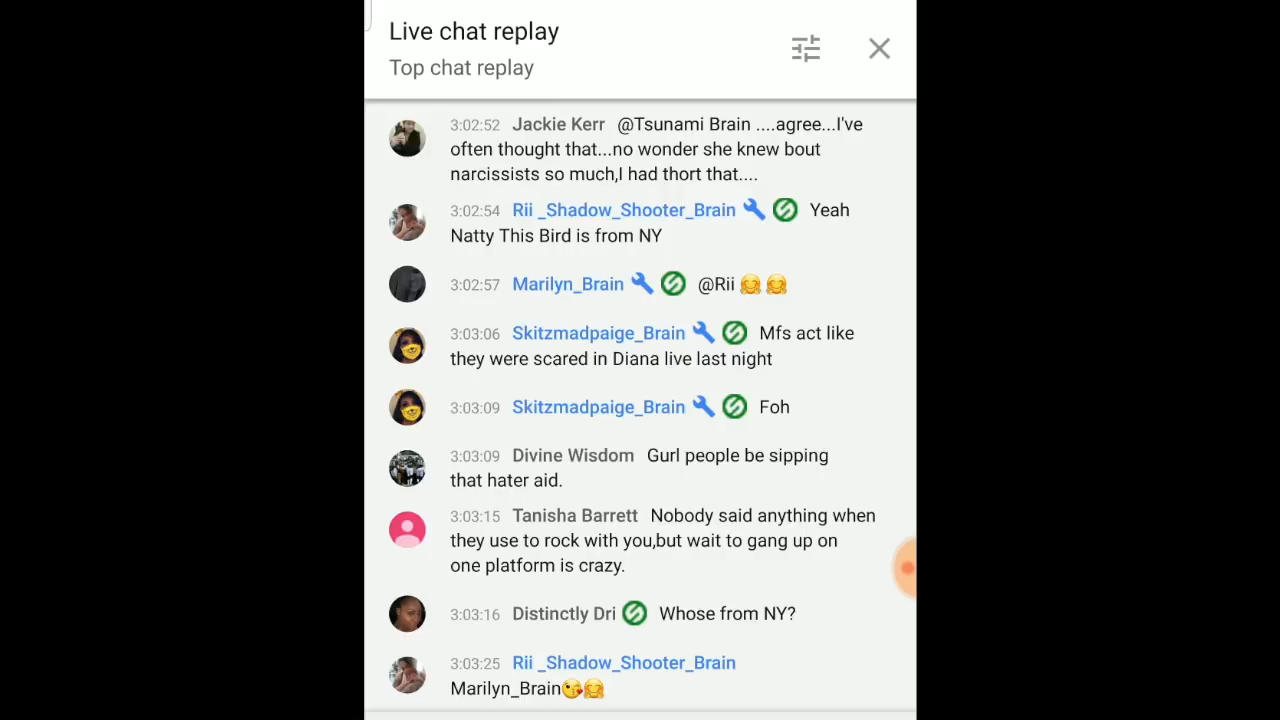 Live chat replay
Top chat replay
3:02:52 Jackie Kerr @Tsunami Brain ....agree...I've
often thought that...no wonder she knew bout
narcissists so much,I had thort that....
3:02:54 Rii _Shadow_Shooter_Brain Yeah
Natty This Bird is from NY
3:02:57 Marilyn_Brain @Rii 🤗 🤗
3:03:06 Skitzmadpaige_Brain Mfs act like
they were scared in Diana live last night
3:03:09 Skitzmadpaige_Brain Foh
3:03:09 Divine Wisdom Gurl people be sipping
that hater aid.
3:03:15 Tanisha Barrett Nobody said anything when
they use to rock with you,but wait to gang up on
one platform is crazy.
3:03:16 Distinctly Dri Whose from NY?
3:03:25 Rii _Shadow_Shooter_Brain
Marilyn_Brain😘🤗